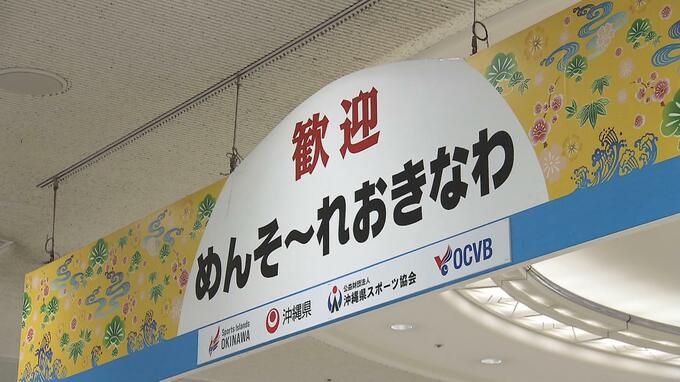 歓迎
めんそ〜れおきなわ
Sports Islands
OKINAWA
沖縄県
公益財団法人
沖縄県スポーツ協会
OCVB